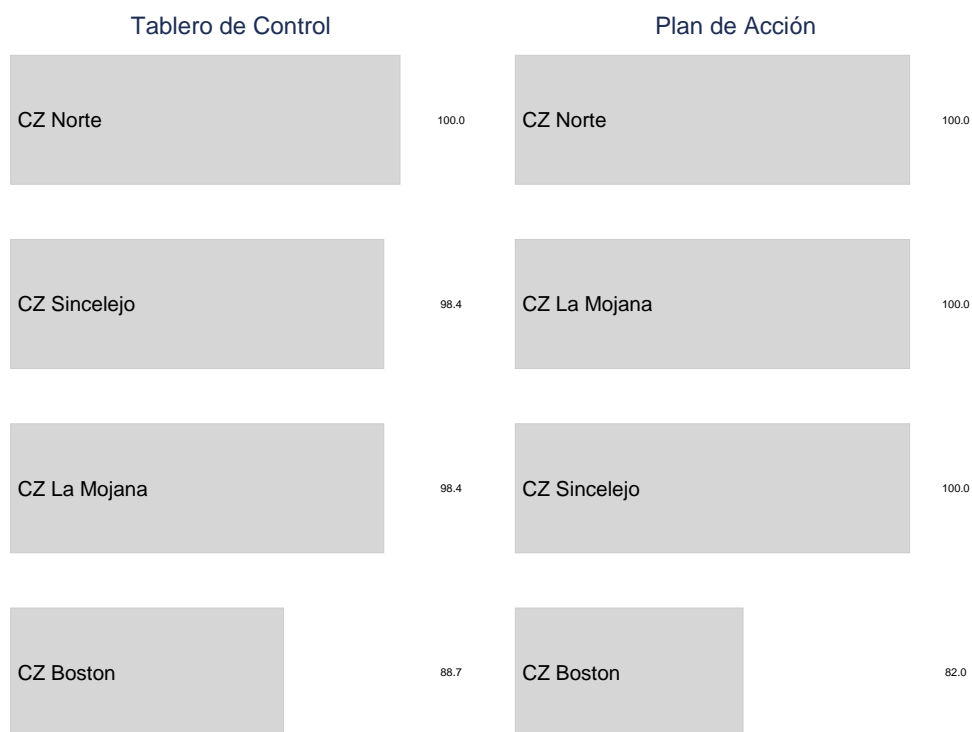 Tablero de Control
CZ Norte 100.0
CZ Sincelejo 98.4
CZ La Mojana 98.4
CZ Boston 88.7
Plan de Acción
CZ Norte 100.0
CZ La Mojana 100.0
CZ Sincelejo 100.0
CZ Boston 82.0